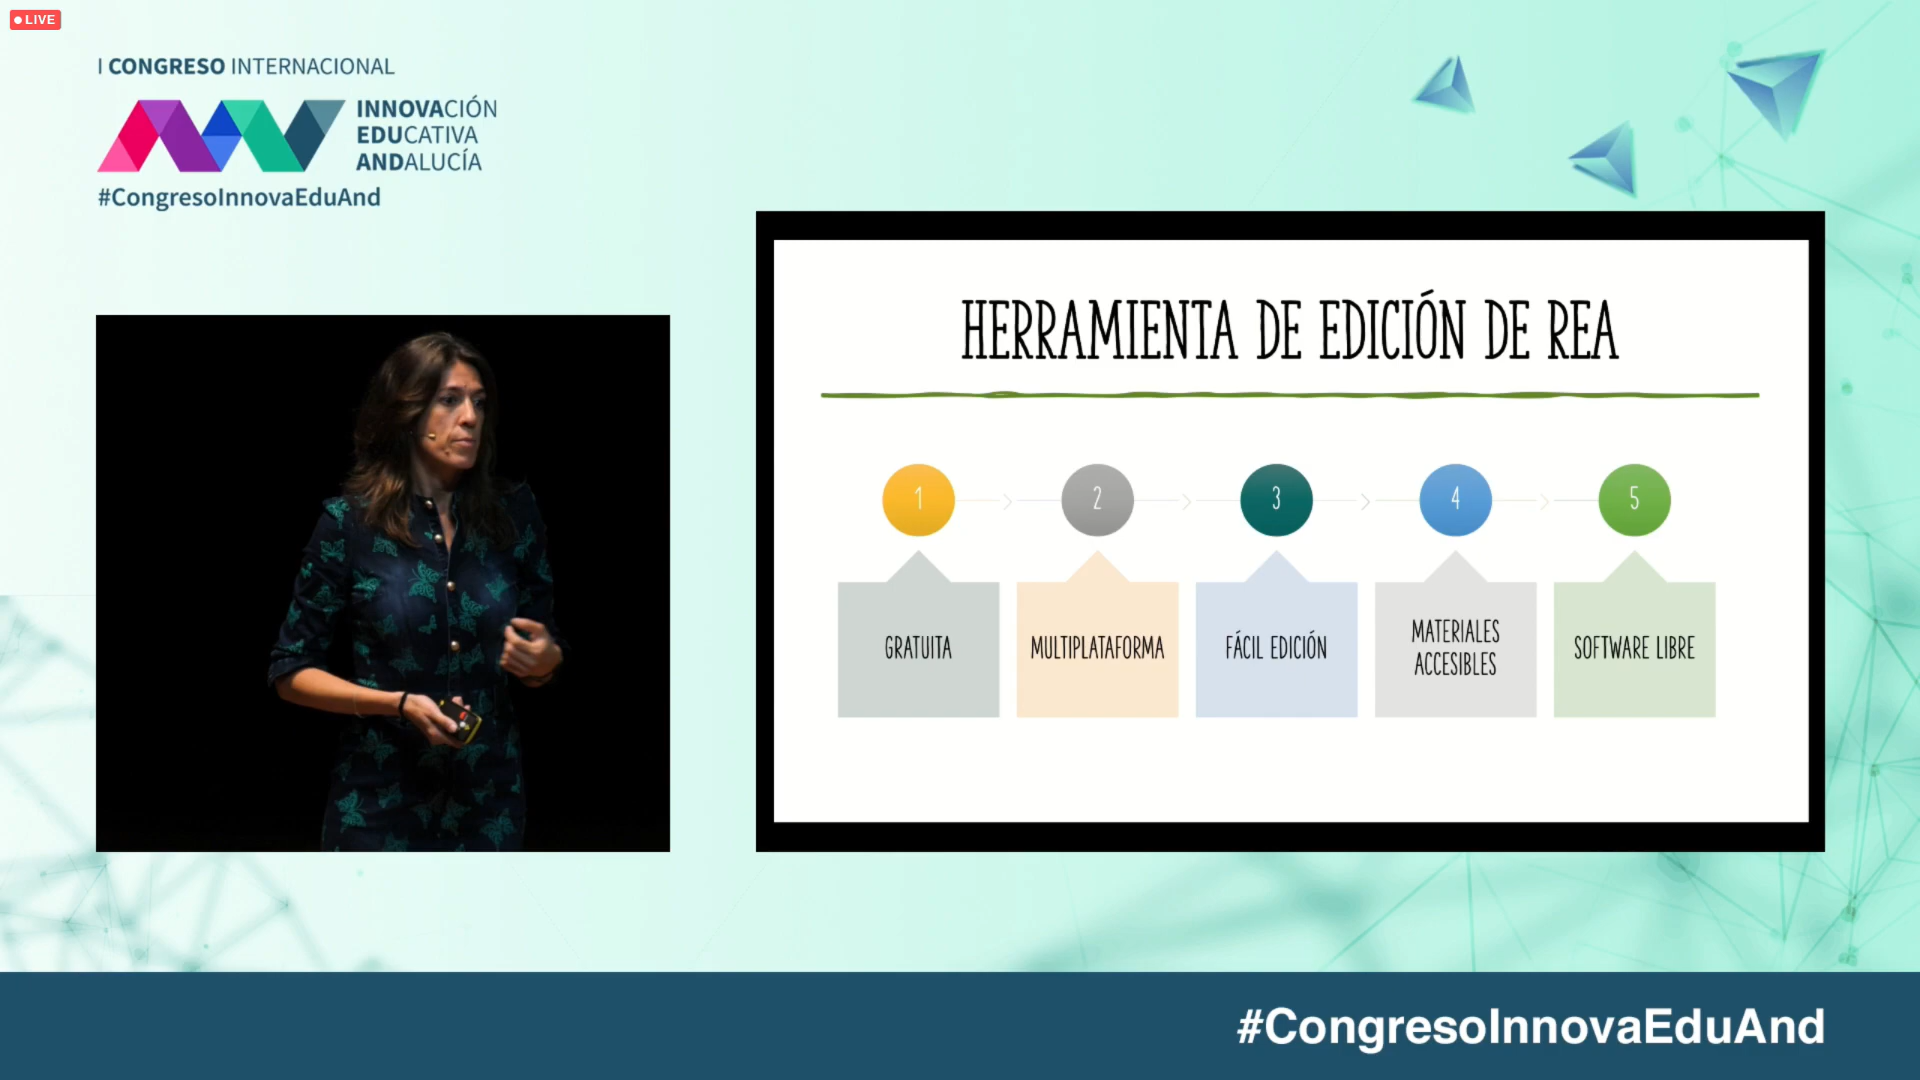 LIVE
I CONGRESO INTERNACIONAL
INNOVACIÓN
EDUCATIVA
ANDALUCÍA
#CongresoInnovaEduAnd
HERRAMIENTA DE EDICIÓN DE REA
1 2 3 4 5
GRATUITA
MULTIPLATAFORMA
FÁCIL EDICIÓN
MATERIALES
ACCESIBLES
SOFTWARE LIBRE
#CongresoInnovaEduAnd